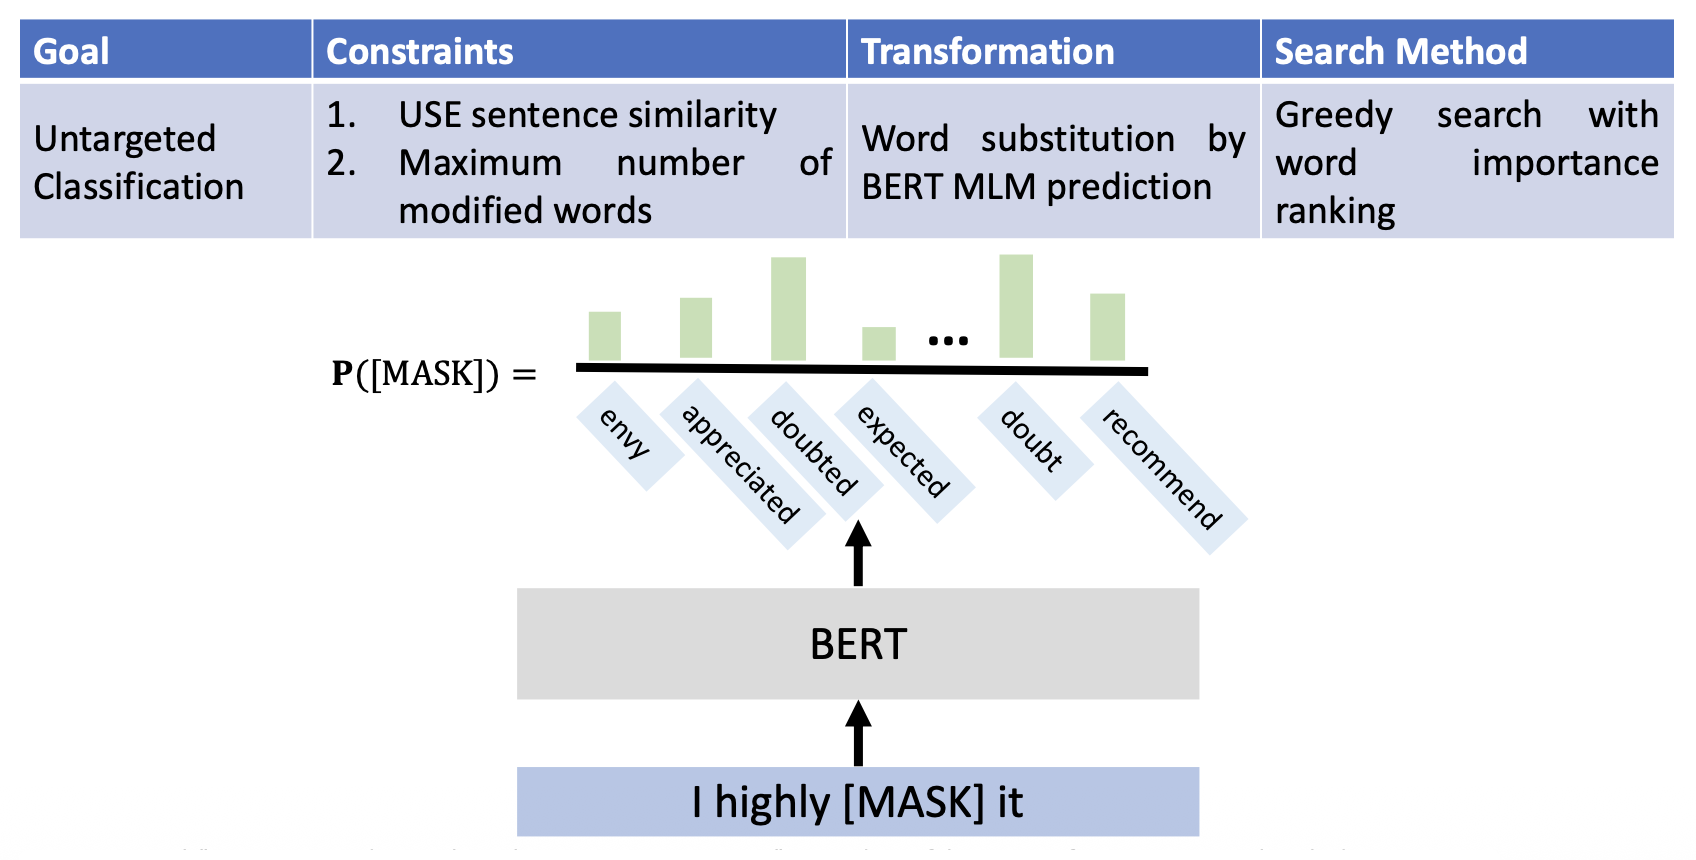 Goal
Constraints
Transformation
Search Method
Untargeted
Classification
1. USE sentence similarity
2. Maximum number of
modified words
Word substitution by
BERT MLM prediction
Greedy search with
word importance
ranking
P([MASK]) =
...
envy
appreciated
doubted
expected
doubt
recommend
BERT
I highly [MASK] it